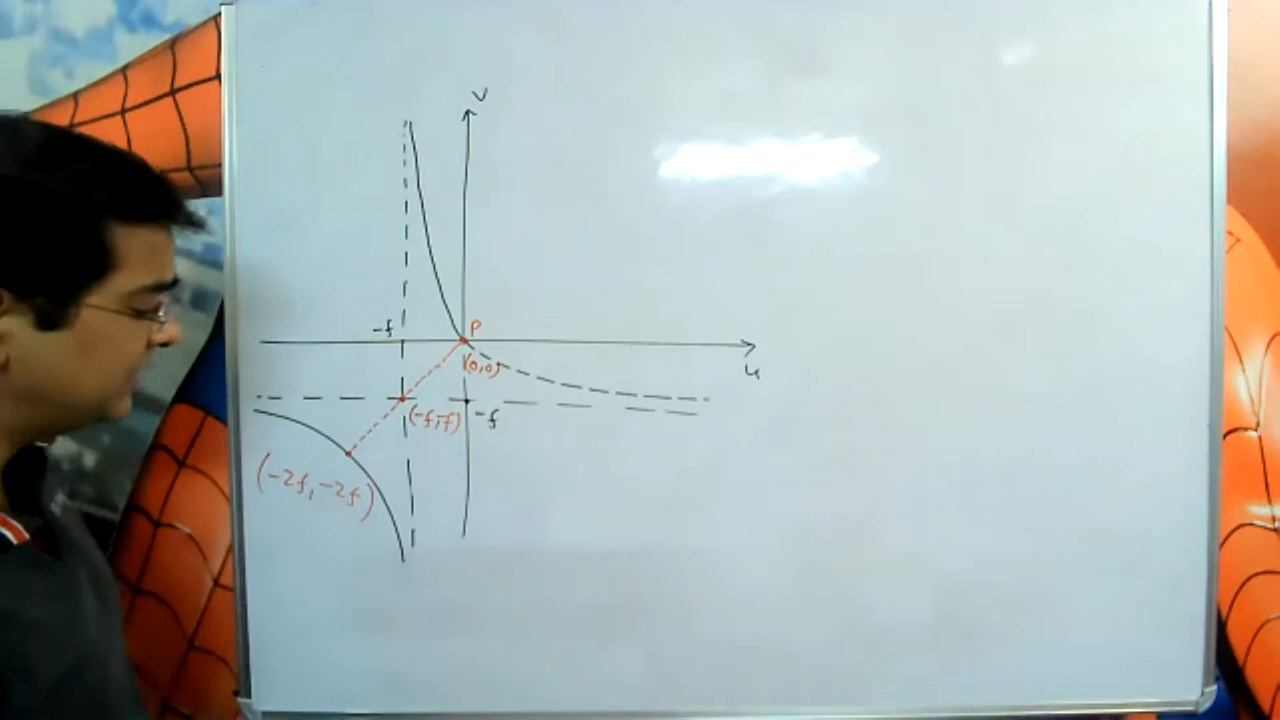 v
-f
P
(0,0)
u
(-f,-f)
-f
(-2f,-2f)